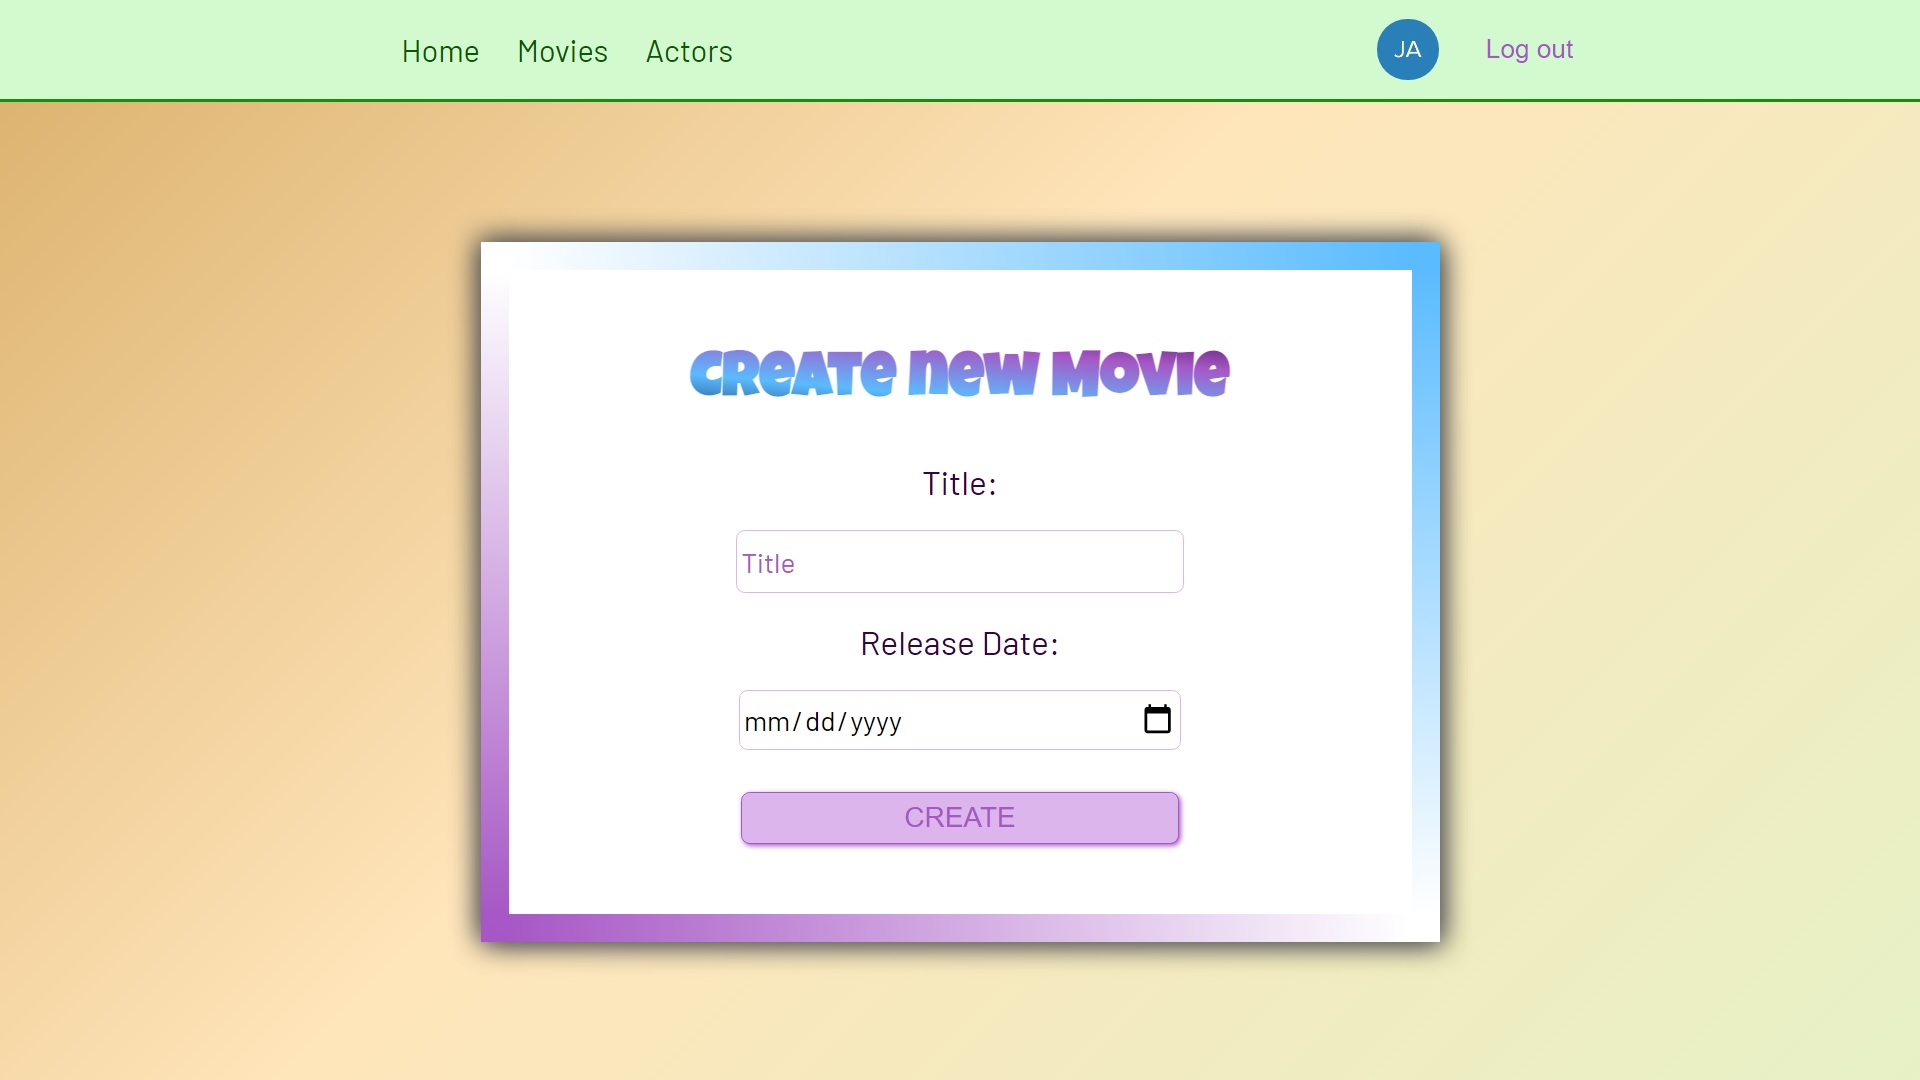 Home Movies Actors JA Log out
Create new Movie
Title:
Title
Release Date:
mm/dd/yyyy
CREATE